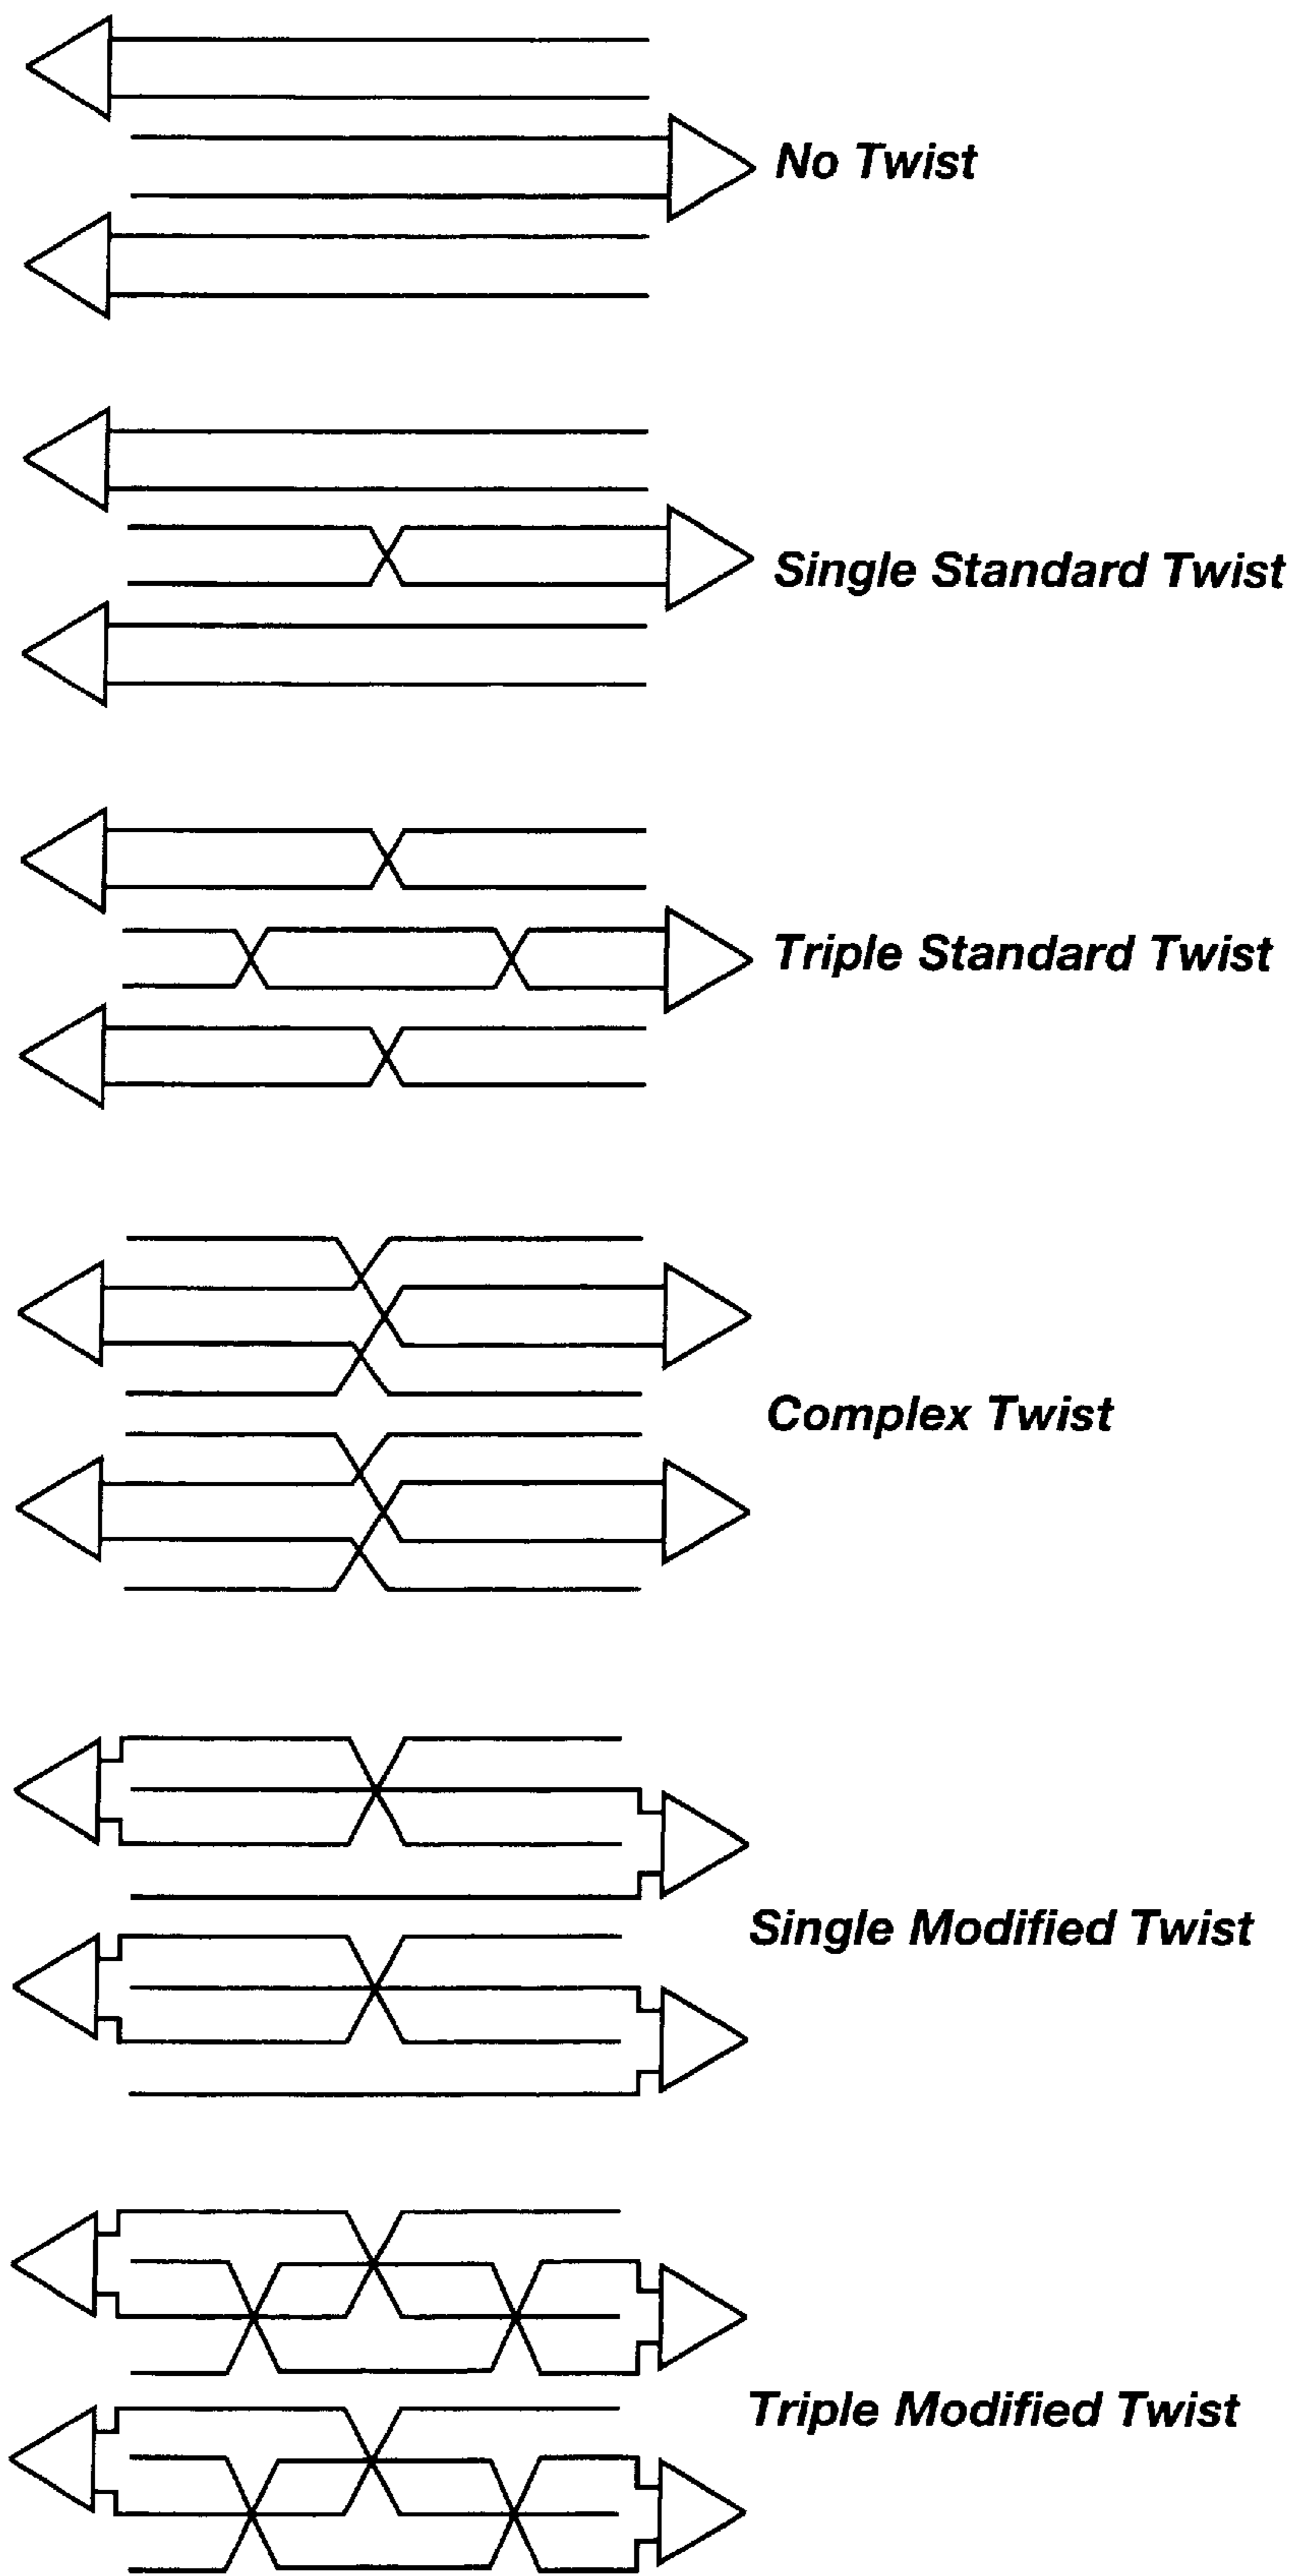 No Twist
Single Standard Twist
Triple Standard Twist
Complex Twist
Single Modified Twist
Triple Modified Twist